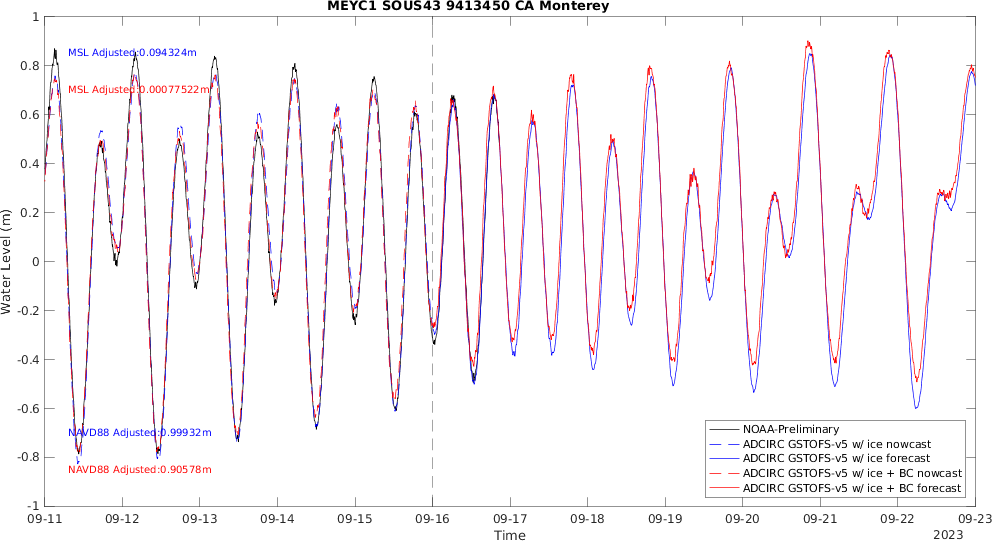 MEYC1 SOUS43 9413450 CA Monterey
1
0.8
0.6
0.4
0.2
0
-0.2
-0.4
-0.6
-0.8
-1
Water Level (m)
MSL Adjusted:0.094324m
MSL Adjusted:0.00077522m
NAVD88 Adjusted:0.99932m
NAVD88 Adjusted:0.90578m
NOAA-Preliminary
ADCIRC GSTOFS-v5 w/ ice nowcast
ADCIRC GSTOFS-v5 w/ ice forecast
ADCIRC GSTOFS-v5 w/ ice + BC nowcast
ADCIRC GSTOFS-v5 w/ ice + BC forecast
09-11 09-12 09-13 09-14 09-15 09-16 09-17 09-18 09-19 09-20 09-21 09-22 09-23
Time
2023